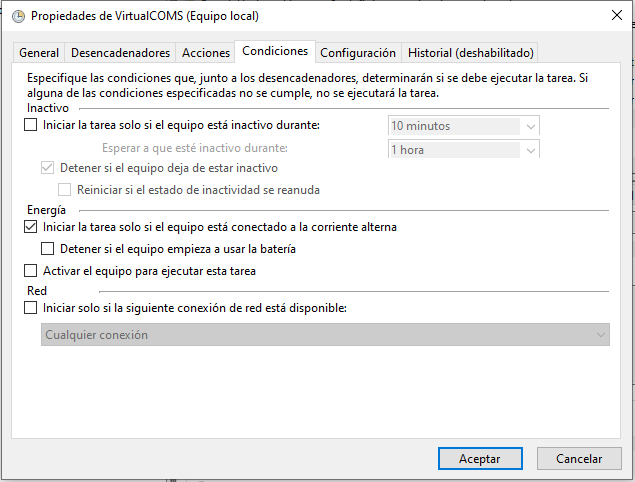 Propiedades de VirtualCOMS (Equipo local)
General Desencadenadores Acciones Condiciones Configuración Historial (deshabilitado)
Especifique las condiciones que, junto a los desencadenadores, determinarán si se debe ejecutar la tarea. Si
alguna de las condiciones especificadas no se cumple, no se ejecutará la tarea.
Inactivo
Iniciar la tarea solo si el equipo está inactivo durante: 10 minutos
Esperar a que esté inactivo durante: 1 hora
Detener si el equipo deja de estar inactivo
Reiniciar si el estado de inactividad se reanuda
Energía
Iniciar la tarea solo si el equipo está conectado a la corriente alterna
Detener si el equipo empieza a usar la batería
Activar el equipo para ejecutar esta tarea
Red
Iniciar solo si la siguiente conexión de red está disponible:
Cualquier conexión
Aceptar Cancelar